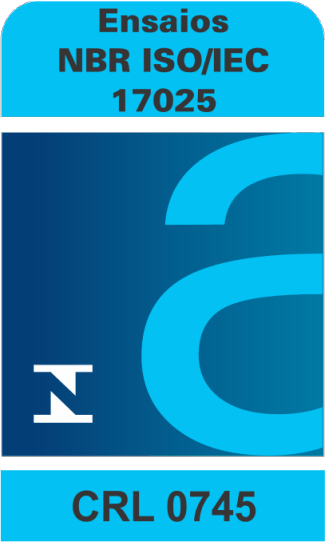 Ensaios
NBR ISO/IEC
17025
a
CRL 0745